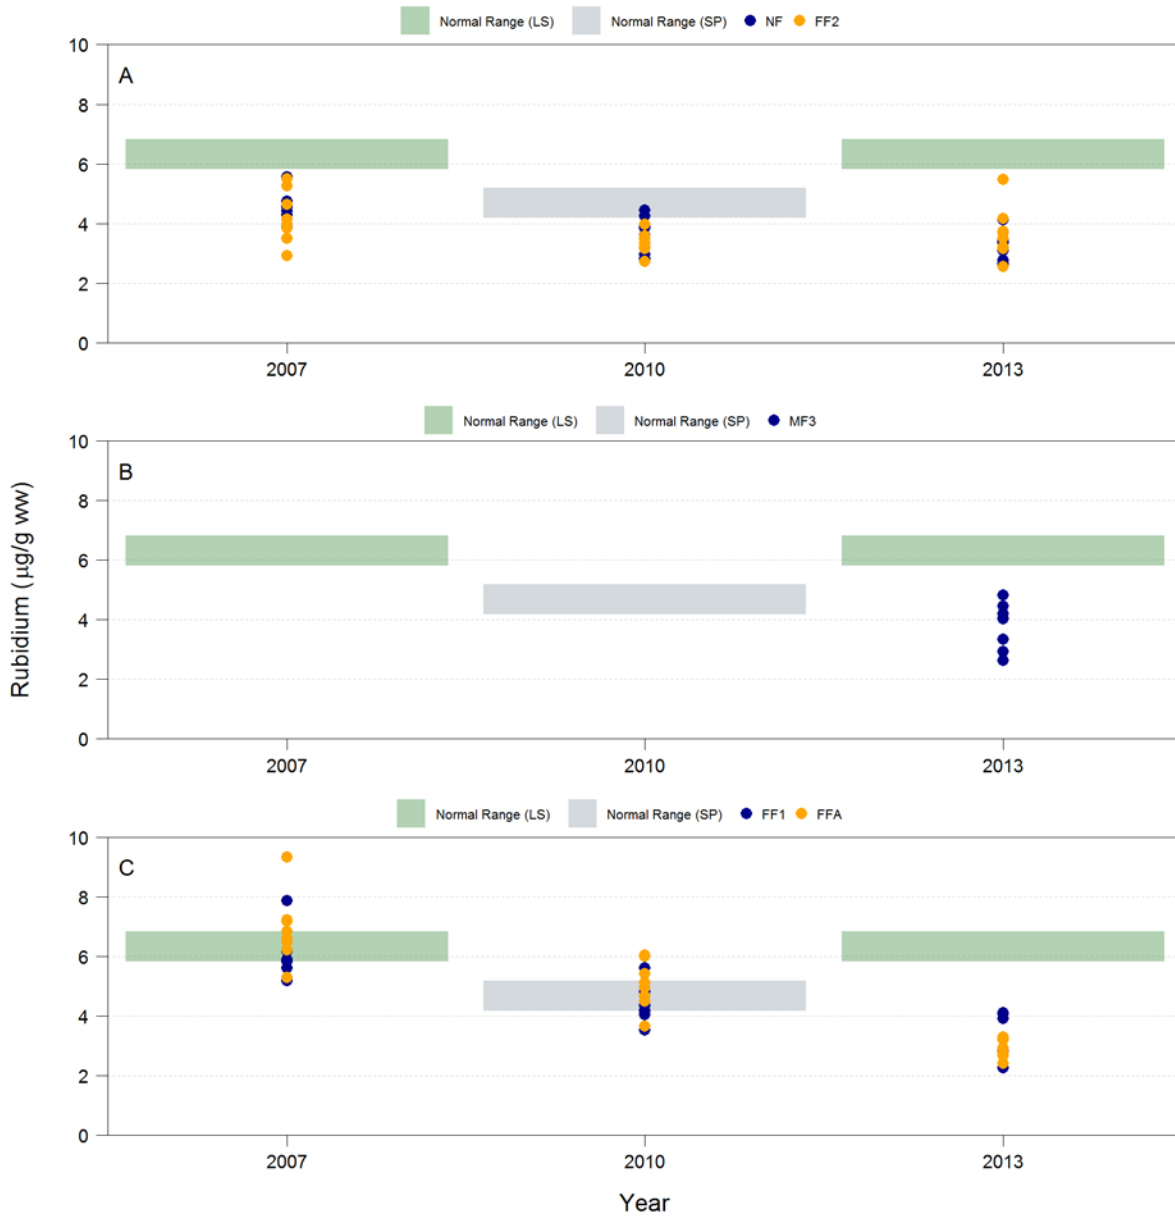 Normal Range (LS) Normal Range (SP) NF FF2
A
10
8
6
4
2
0
2007 2010 2013
Normal Range (LS) Normal Range (SP) MF3
B
10
8
6
4
2
0
2007 2010 2013
Rubidium ( µg/g ww)
Normal Range (LS) Normal Range (SP) FF1 FFA
C
10
8
6
4
2
0
2007 2010 2013
Year